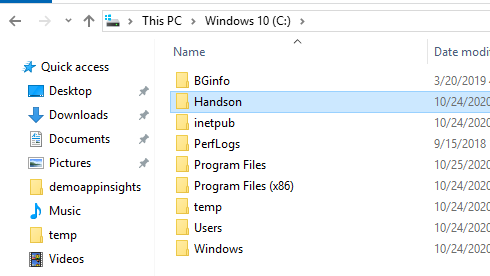 This PC > Windows 10 (C:) >
Name Date modi
Quick access
Desktop
Downloads
Documents
Pictures
demoappinsights
Music
temp
Videos
BGinfo 3/20/2019
Handson 10/24/2020
inetpub 10/24/2020
PerfLogs 9/15/2018
Program Files 10/25/2020
Program Files (x86) 10/24/2020
temp 10/24/2020
Users 10/24/2020
Windows 10/24/2020